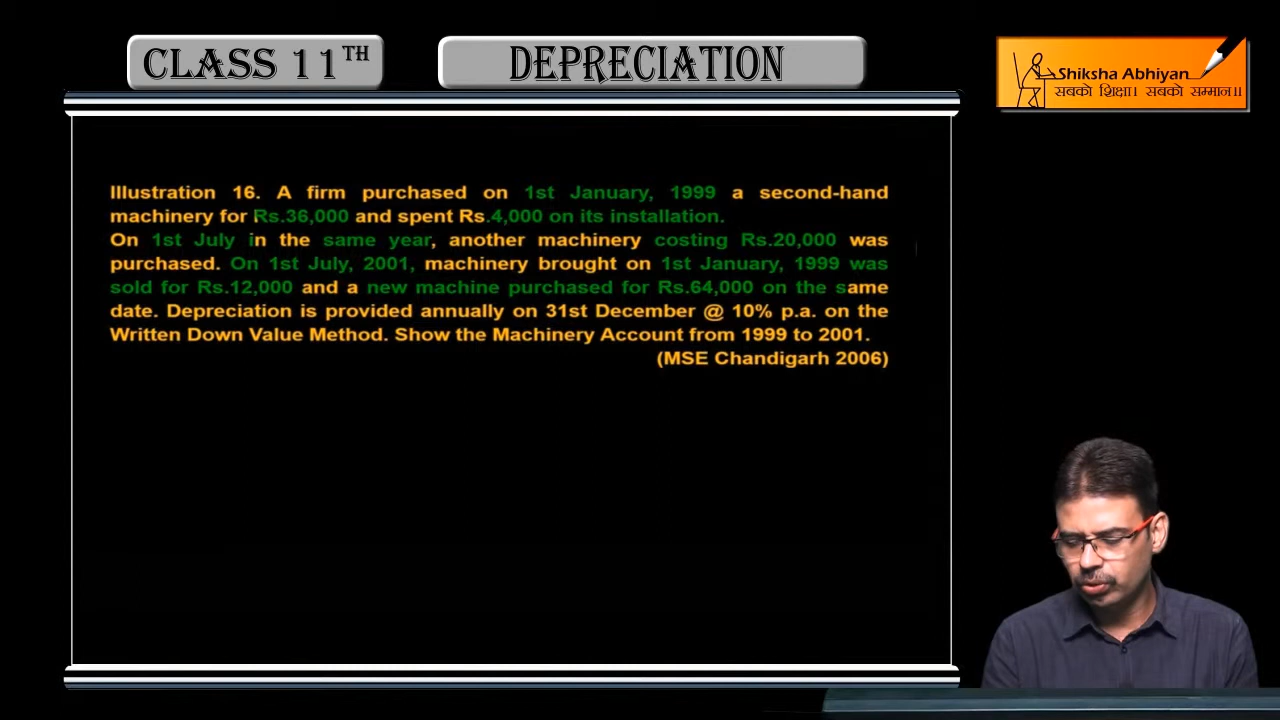 CLASS 11TH
DEPRECIATION
Shiksha Abhiyan
सबको शिक्षा। सबको सम्मान।।
Illustration 16. A firm purchased on 1st January, 1999 a second-hand
machinery for Rs.36,000 and spent Rs.4,000 on its installation.
On 1st July in the same year, another machinery costing Rs.20,000 was
purchased. On 1st July, 2001, machinery brought on 1st January, 1999 was
sold for Rs.12,000 and a new machine purchased for Rs.64,000 on the same
date. Depreciation is provided annually on 31st December @ 10% p.a. on the
Written Down Value Method. Show the Machinery Account from 1999 to 2001.
(MSE Chandigarh 2006)